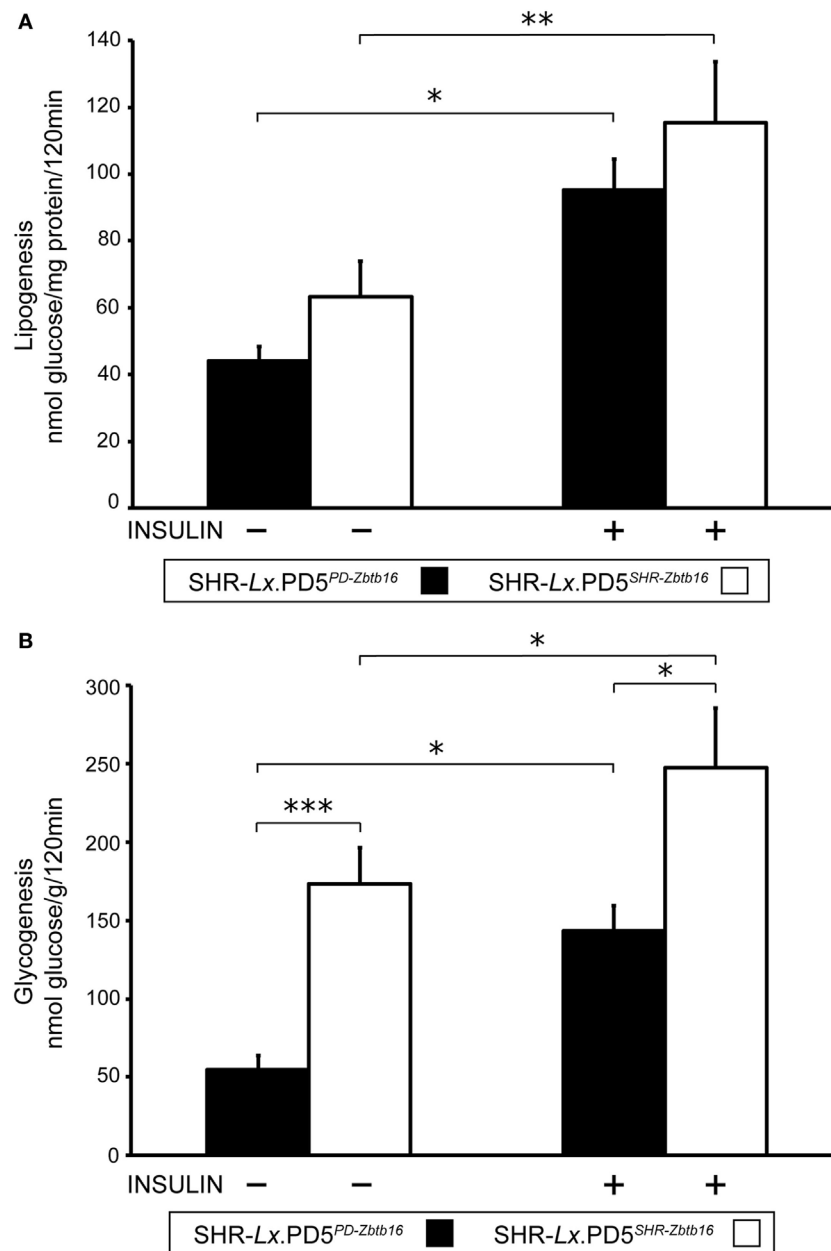 A
**
*
140
120
100
80
60
40
20
0
Lipogenesis
nmol glucose/mg protein/120min
INSULIN − − + +
SHR-Lx.PD5PD-Zbtb16 SHR-Lx.PD5SHR-Zbtb16
B
*
*
*
***
300
250
200
150
100
50
0
Glycogenesis
nmol glucose/g/120min
INSULIN − − + +
SHR-Lx.PD5PD-Zbtb16 SHR-Lx.PD5SHR-Zbtb16